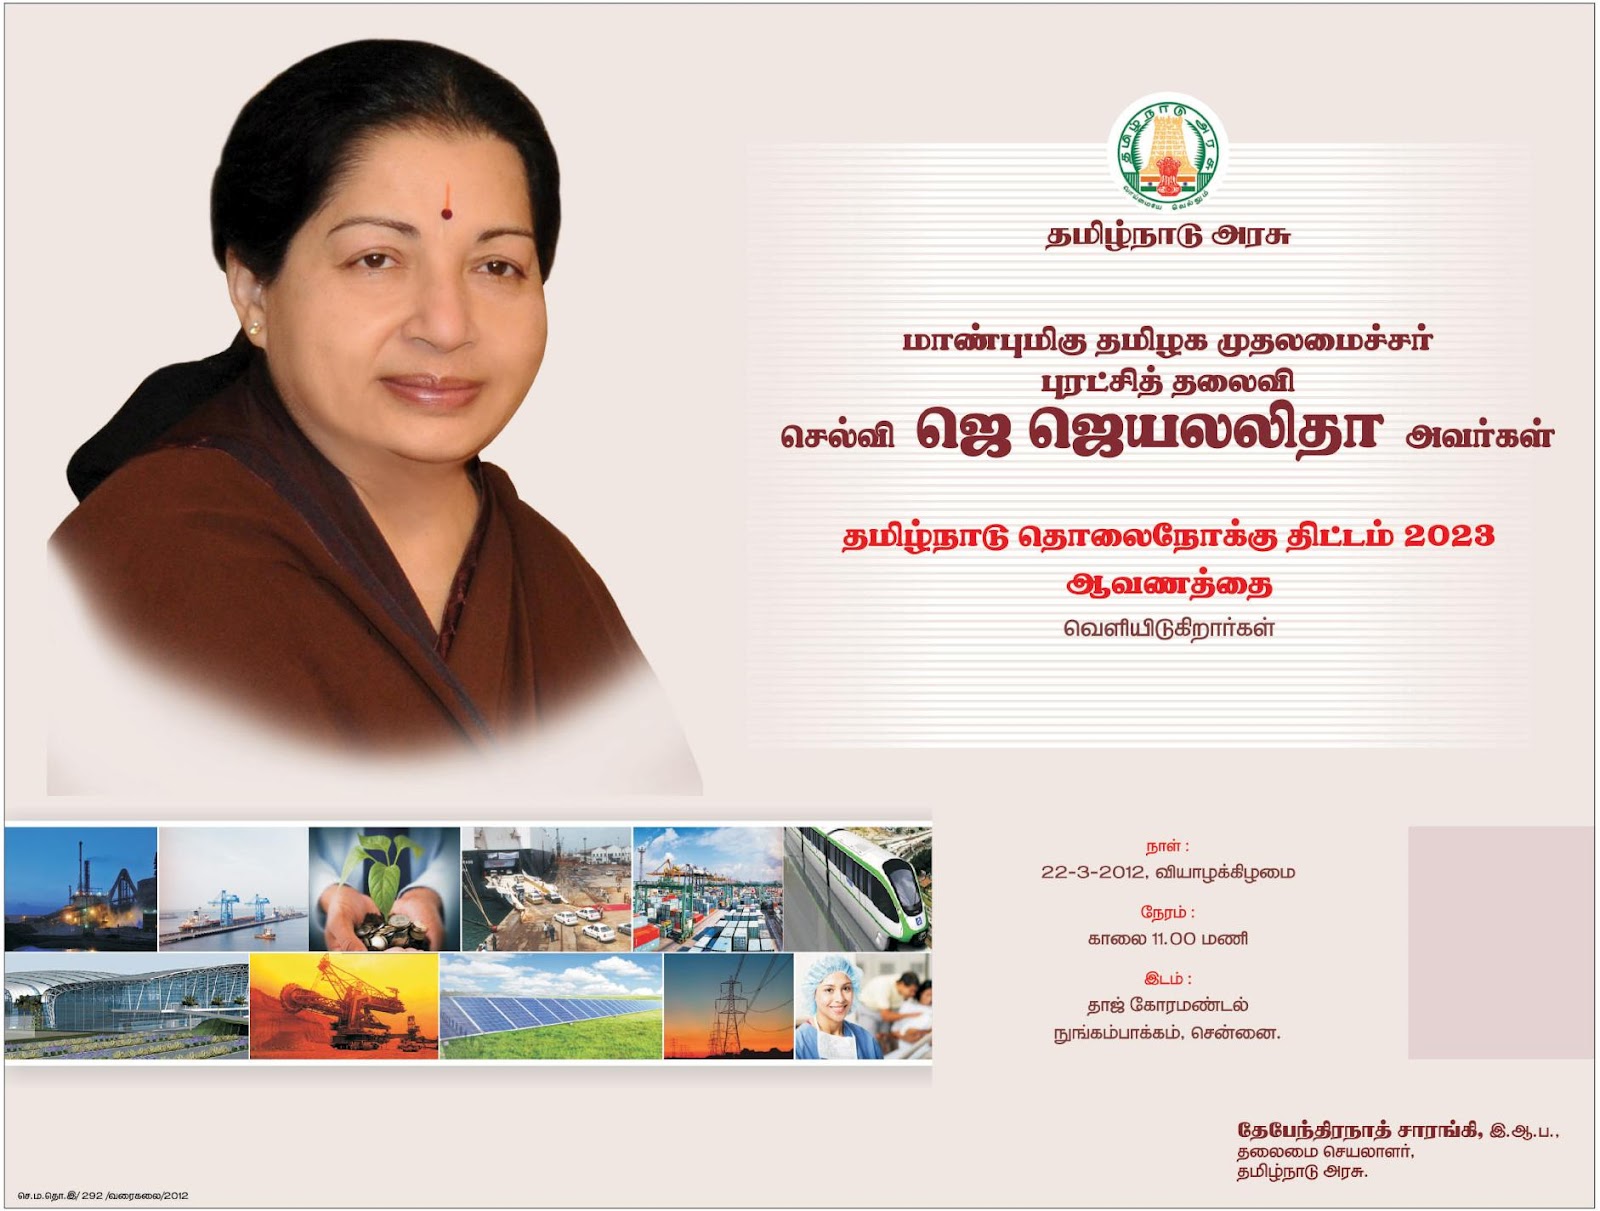 தமிழ்நாடு அரசு
வாய்மையே வெல்லும்
தமிழ்நாடு அரசு
மாண்புமிகு தமிழக முதலமைச்சர்
புரட்சித் தலைவி
செல்வி ஜெ ஜெயலலிதா அவர்கள்
தமிழ்நாடு தொலைநோக்கு திட்டம் 2023
ஆவணத்தை
வெளியிடுகிறார்கள்
நாள் :
22-3-2012, வியாழக்கிழமை
நேரம் :
காலை 11.00 மணி
இடம் :
தாஜ் கோரமண்டல்
நுங்கம்பாக்கம், சென்னை.
தேபேந்திரநாத் சாரங்கி, இ.ஆ.ப.,
தலைமை செயலாளர்,
தமிழ்நாடு அரசு.
செ.ம.தொ.இ/ 292 /வரைகலை/2012